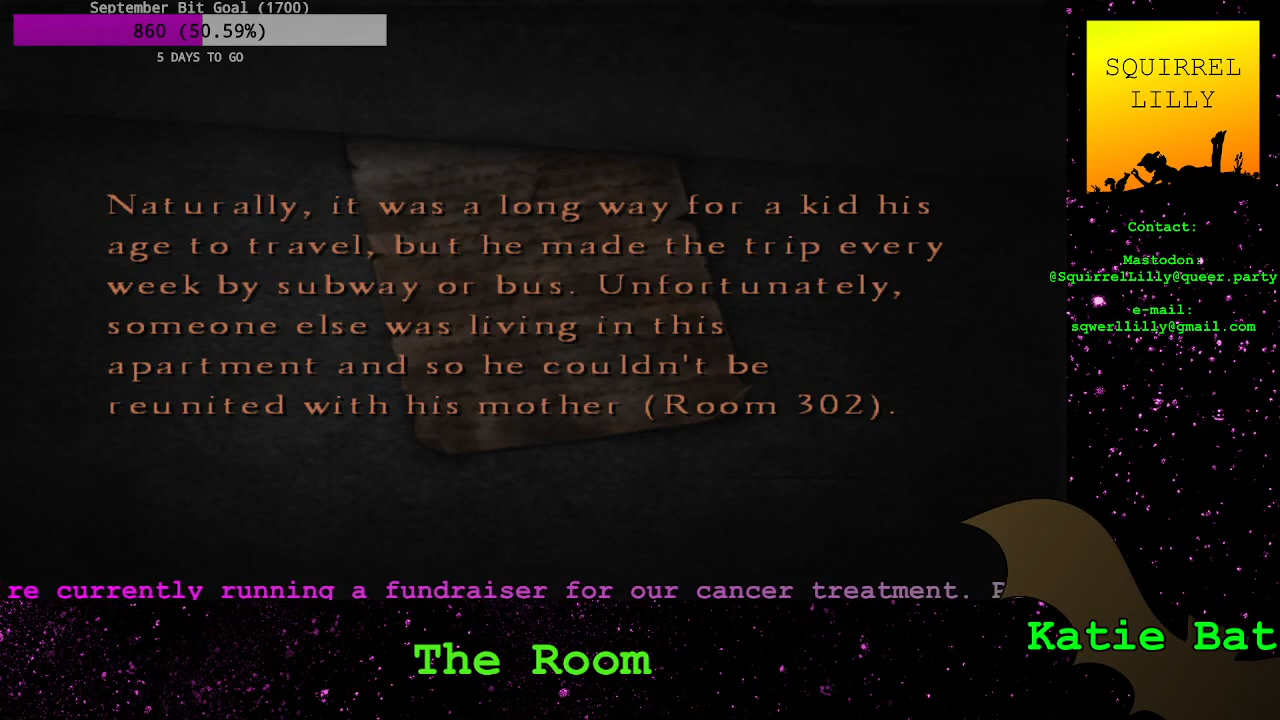 September Bit Goal (1700)
860 (50.59%)
5 DAYS TO GO
SQUIRREL
LILLY
Contact:
Mastodon:
@SquirrelLilly@queer.party
e-mail:
sqwerllilly@gmail.com
Naturally, it was a long way for a kid his
age to travel, but he made the trip every
week by subway or bus. Unfortunately,
someone else was living in this
apartment and so he couldn't be
reunited with his mother (Room 302).
re currently running a fundraiser for our cancer treatment.
The Room
Katie Bat